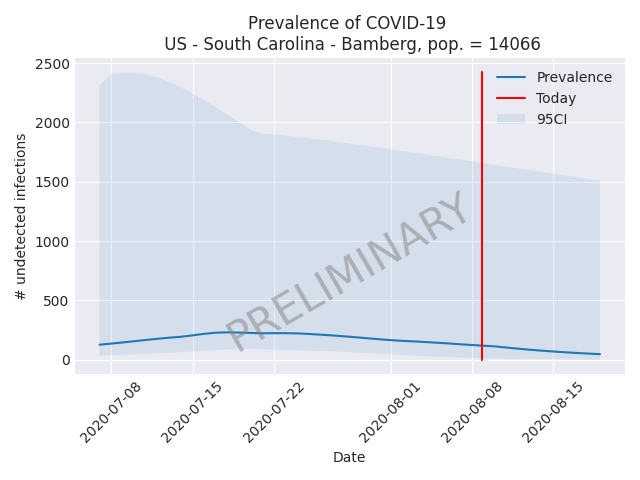 Prevalence of COVID-19
US - South Carolina - Bamberg, pop. = 14066
Prevalence
Today
95CI
2500
2000
1500
1000
500
0
# undetected infections
PRELIMINARY
2020-07-08
2020-07-15
2020-07-22
2020-08-01
2020-08-08
2020-08-15
Date